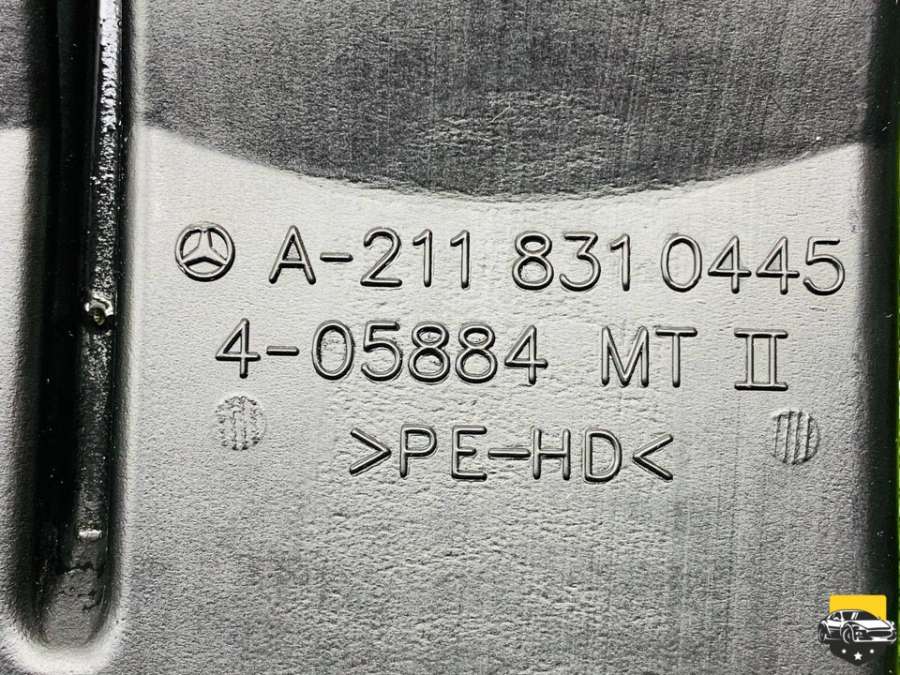 A-211 831 0445
4-05884 MT II
>PE-HD<